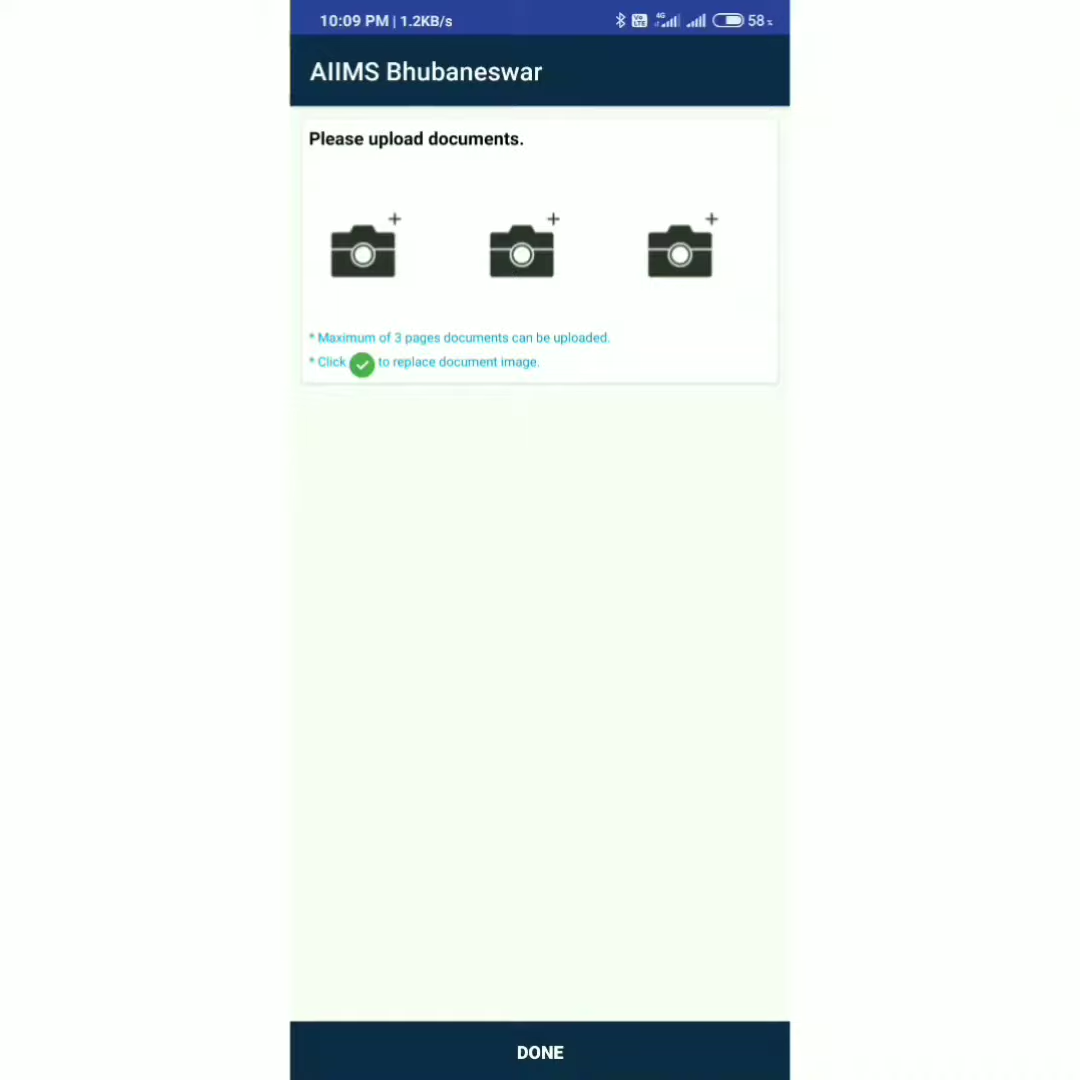 10:09 PM | 1.2KB/s 4G 58%
AIIMS Bhubaneswar
Please upload documents.
* Maximum of 3 pages documents can be uploaded.
* Click to replace document image.
DONE